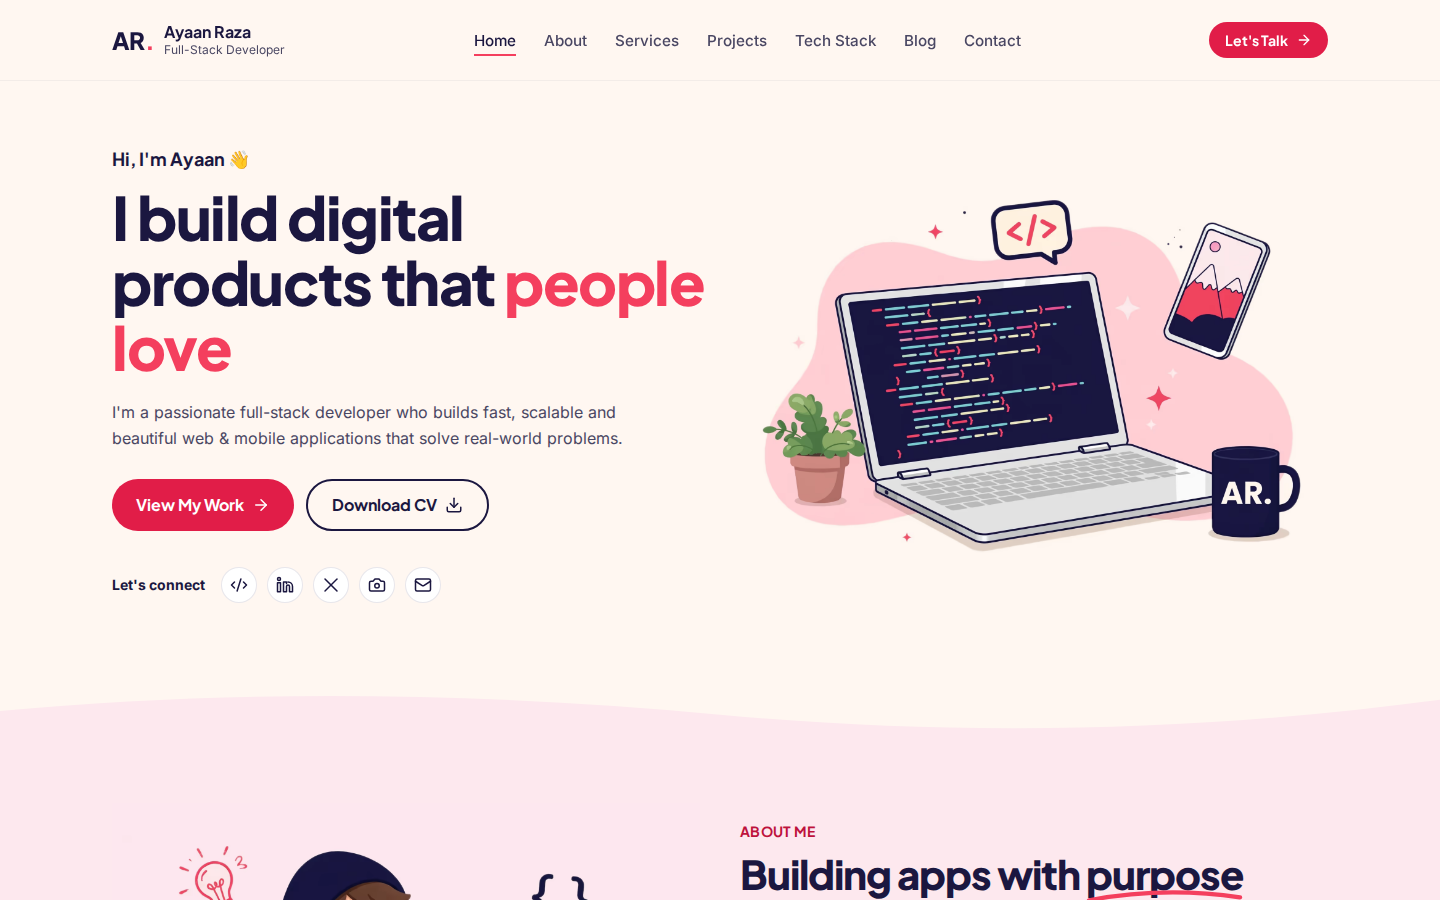 AR.
Ayaan Raza
Full-Stack Developer
Home
About
Services
Projects
Tech Stack
Blog
Contact
Let's Talk
Hi, I'm Ayaan 👋
I build digital
products that people
love
</>
AR.
I'm a passionate full-stack developer who builds fast, scalable and
beautiful web & mobile applications that solve real-world problems.
View My Work
Download CV
Let's connect
{ }
ABOUT ME
Building apps with purpose